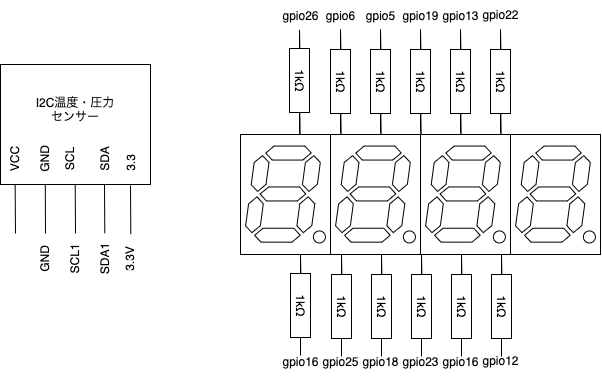 gpio26 gpio6 gpio5 gpio19 gpio13 gpio22
1kΩ 1kΩ 1kΩ 1kΩ 1kΩ 1kΩ
I2C温度・圧力
センサー
VCC GND SCL SDA 3.3
GND SCL1 SDA1 3.3V
1kΩ 1kΩ 1kΩ 1kΩ 1kΩ 1kΩ
gpio16 gpio25 gpio18 gpio23 gpio16 gpio12